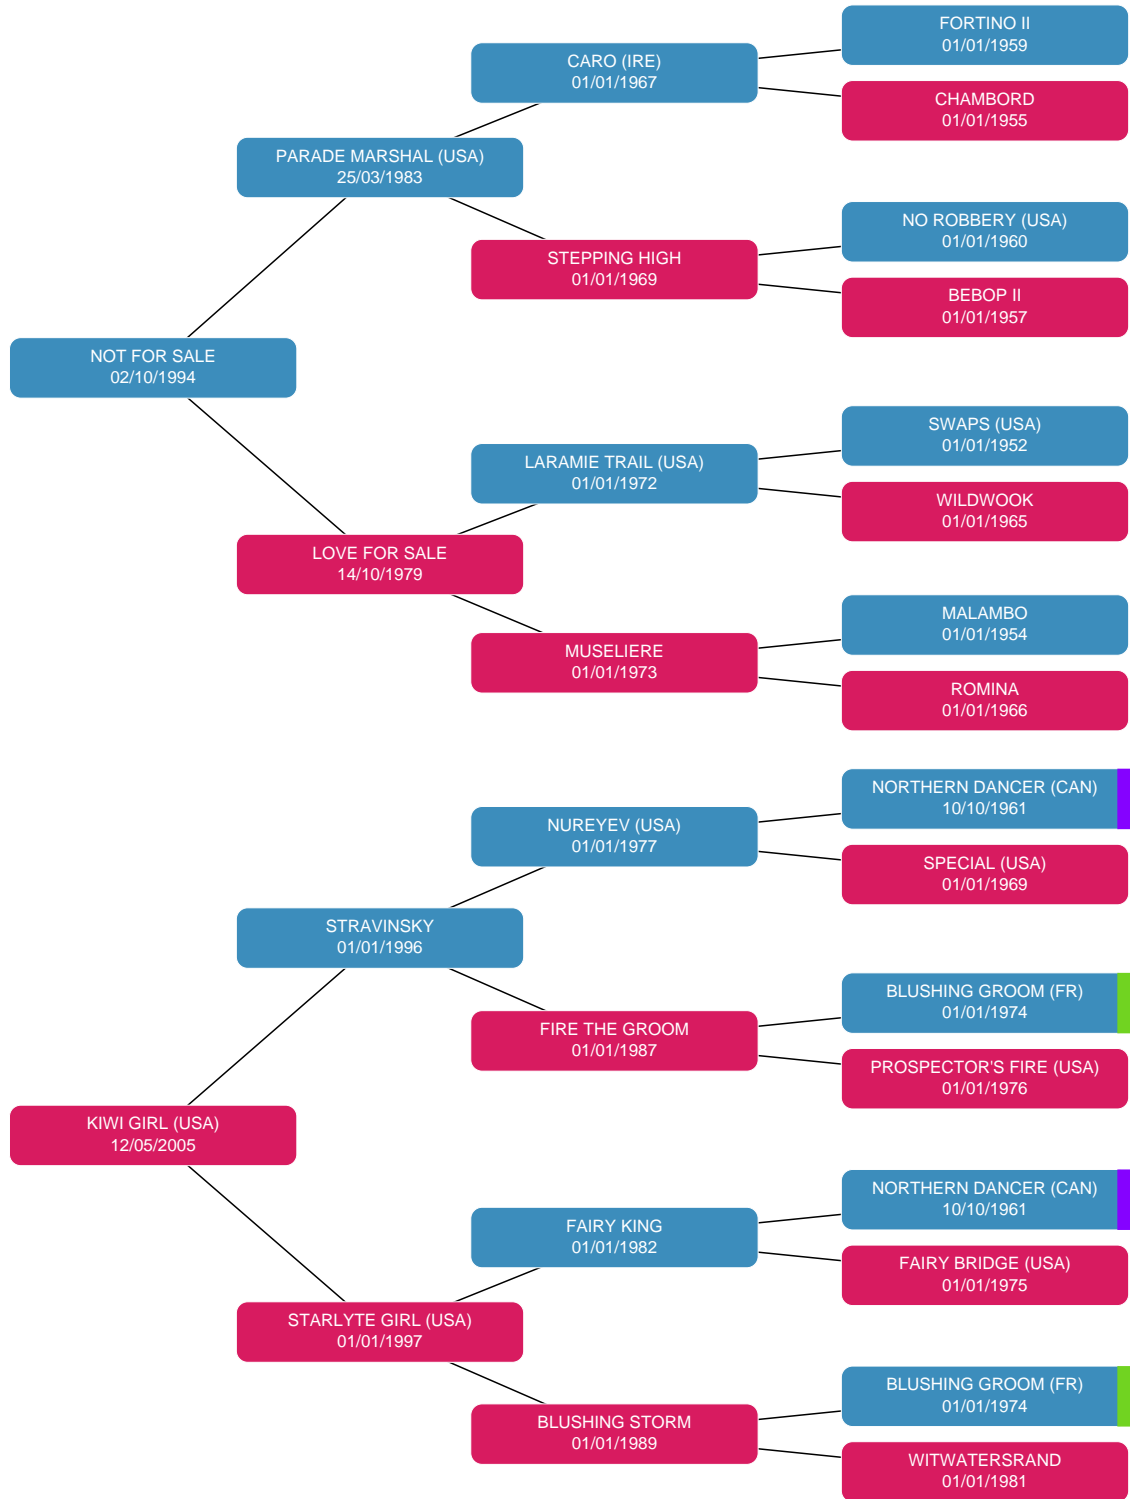 FORTINO II
01/01/1959
CARO (IRE)
01/01/1967
CHAMBORD
01/01/1955
PARADE MARSHAL (USA)
25/03/1983
NO ROBBERY (USA)
01/01/1960
STEPPING HIGH
01/01/1969
BEBOP II
01/01/1957
NOT FOR SALE
02/10/1994
SWAPS (USA)
01/01/1952
LARAMIE TRAIL (USA)
01/01/1972
WILDWOOK
01/01/1965
LOVE FOR SALE
14/10/1979
MALAMBO
01/01/1954
MUSELIERE
01/01/1973
ROMINA
01/01/1966
NORTHERN DANCER (CAN)
10/10/1961
NUREYEV (USA)
01/01/1977
SPECIAL (USA)
01/01/1969
STRAVINSKY
01/01/1996
BLUSHING GROOM (FR)
01/01/1974
FIRE THE GROOM
01/01/1987
PROSPECTOR'S FIRE (USA)
01/01/1976
KIWI GIRL (USA)
12/05/2005
NORTHERN DANCER (CAN)
10/10/1961
FAIRY KING
01/01/1982
FAIRY BRIDGE (USA)
01/01/1975
STARLYTE GIRL (USA)
01/01/1997
BLUSHING GROOM (FR)
01/01/1974
BLUSHING STORM
01/01/1989
WITWATERSRAND
01/01/1981